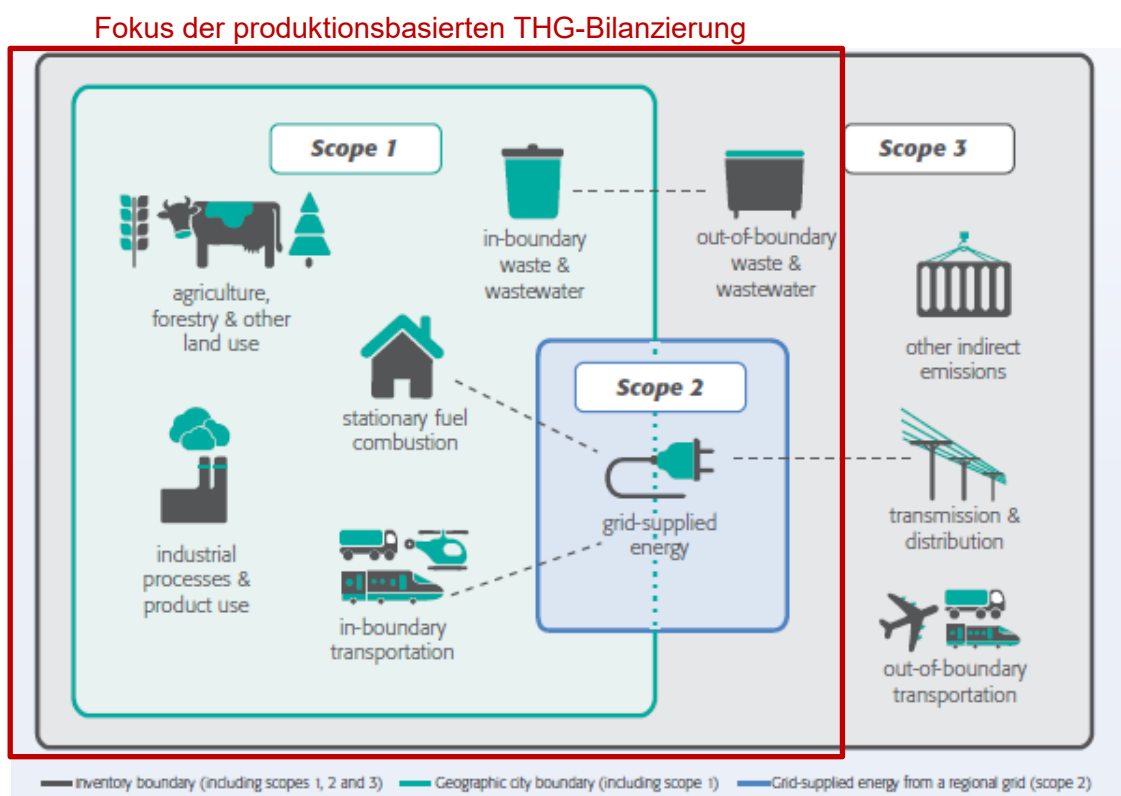 Fokus der produktionsbasierten THG-Bilanzierung
Scope 1
Scope 3
in-boundary
waste &
wastewater
out-of-boundary
waste &
wastewater
agriculture,
forestry & other
land use
other indirect
emissions
stationary fuel
combustion
Scope 2
grid-supplied
energy
transmission &
distribution
industrial
processes &
product use
in-boundary
transportation
out-of-boundary
transportation
Inventory boundary (including scopes 1, 2 and 3)
Geographic city boundary (including scope 1)
Grid-supplied energy from a regional grid (scope 2)